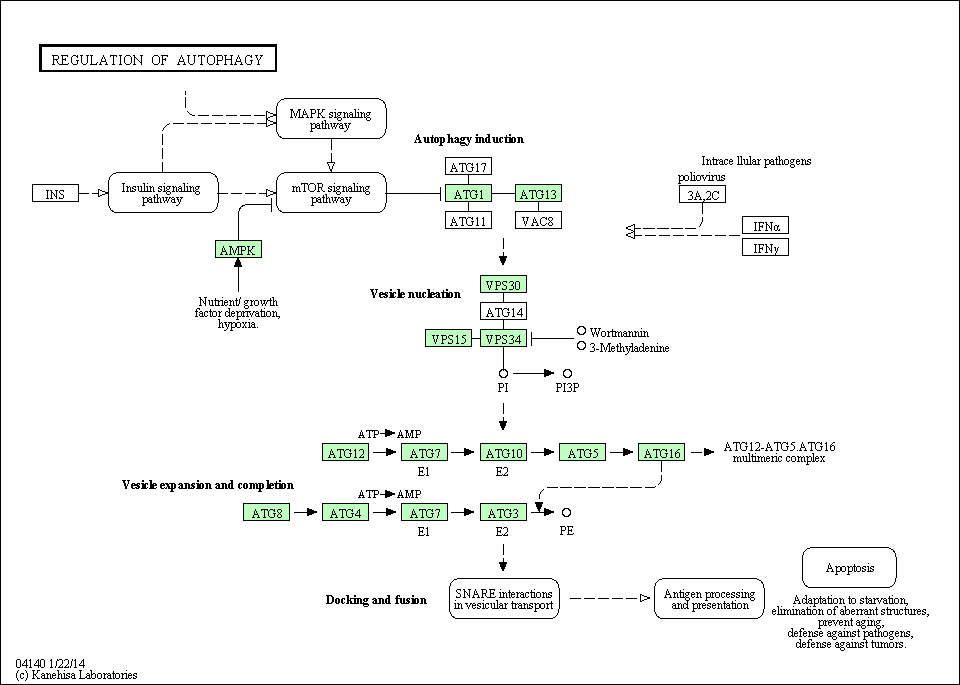 REGULATION OF AUTOPHAGY
MAPK signaling
pathway
Autophagy induction
ATG17
Intrace llular pathogens
poliovirus
INS
Insulin signaling
pathway
mTOR signaling
pathway
ATG1
ATG13
3A,2C
ATG11
VAC8
IFNα
IFNγ
AMPK
Nutrient/ growth
factor deprivation,
hypoxia.
Vesicle nucleation
VPS30
ATG14
VPS15
VPS34
Wortmannin
3-Methyladenine
PI
PI3P
ATP
AMP
ATG12
ATG7
ATG10
ATG5
ATG16
ATG12-ATG5.ATG16
multimeric complex
E1
E2
Vesicle expansion and completion
ATP
AMP
ATG8
ATG4
ATG7
ATG3
E1
E2
PE
Docking and fusion
SNARE interactions
in vesicular transport
Antigen processing
and presentation
Apoptosis
Adaptation to starvation,
elimination of aberrant structures,
prevent aging,
defense against pathogens,
defense against tumors.
04140 1/22/14
(c) Kanehisa Laboratories